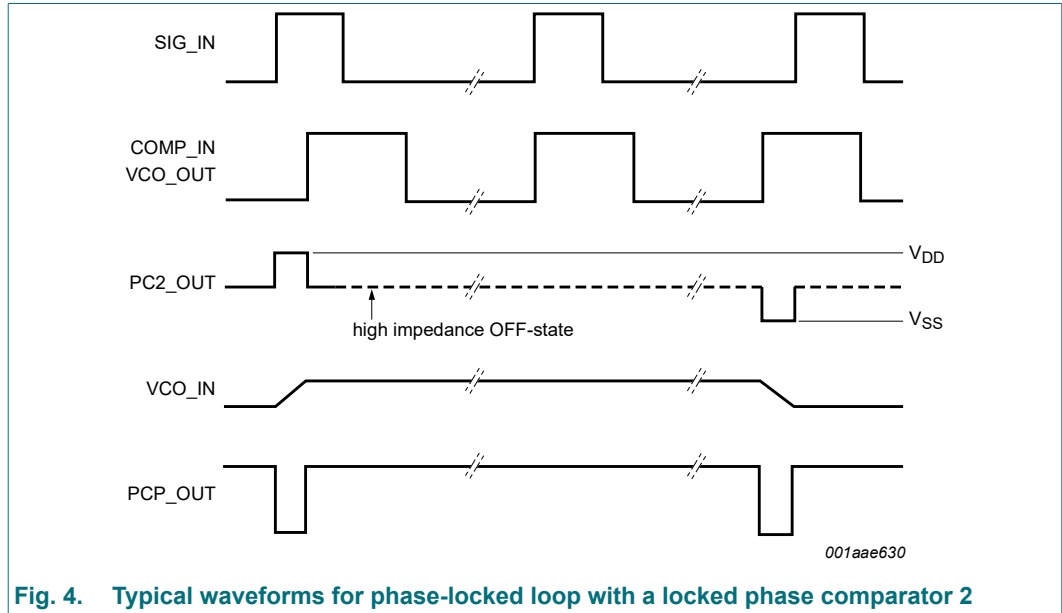 SIG_IN
COMP_IN
VCO_OUT
VDD
PC2_OUT
high impedance OFF-state
VSS
VCO_IN
PCP_OUT
001aae630
Fig. 4. Typical waveforms for phase-locked loop with a locked phase comparator 2